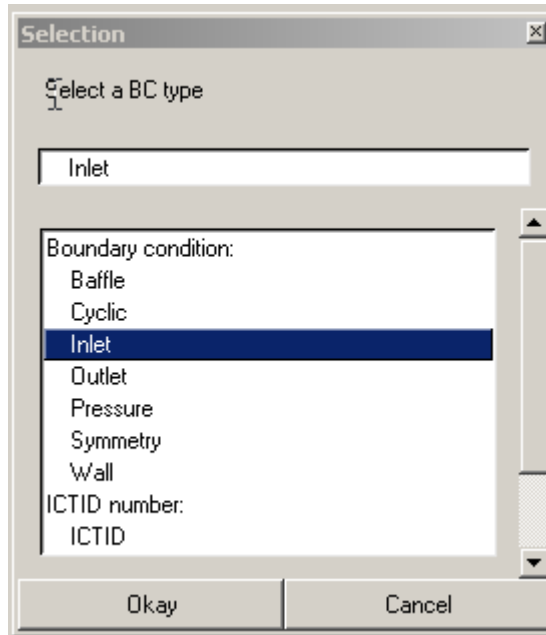 Selection
Select a BC type
Inlet
Boundary condition:
Baffle
Cyclic
Inlet
Outlet
Pressure
Symmetry
Wall
ICTID number:
ICTID
Okay
Cancel